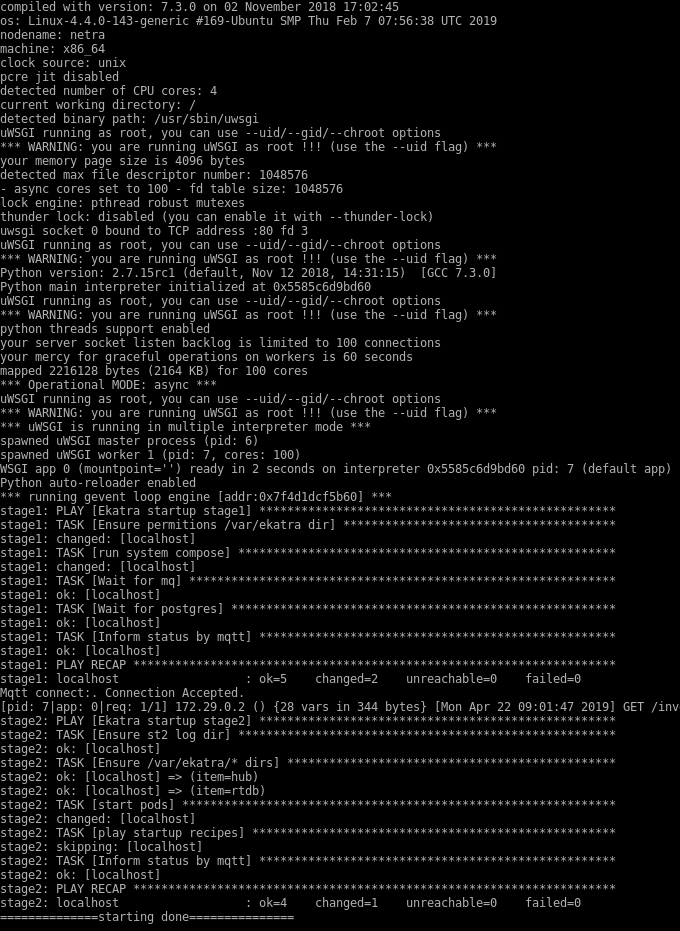 compiled with version: 7.3.0 on 02 November 2018 17:02:45
os: Linux-4.4.0-143-generic #169-Ubuntu SMP Thu Feb 7 07:56:38 UTC 2019
nodename: netra
machine: x86_64
clock source: unix
pcre jit disabled
detected number of CPU cores: 4
current working directory: /
detected binary path: /usr/sbin/uwsgi
uWSGI running as root, you can use --uid/--gid/--chroot options
*** WARNING: you are running uWSGI as root !!! (use the --uid flag) ***
your memory page size is 4096 bytes
detected max file descriptor number: 1048576
- async cores set to 100 - fd table size: 1048576
lock engine: pthread robust mutexes
thunder lock: disabled (you can enable it with --thunder-lock)
uwsgi socket 0 bound to TCP address :80 fd 3
uWSGI running as root, you can use --uid/--gid/--chroot options
*** WARNING: you are running uWSGI as root !!! (use the --uid flag) ***
Python version: 2.7.15rc1 (default, Nov 12 2018, 14:31:15)  [GCC 7.3.0]
Python main interpreter initialized at 0x5585c6d9bd60
uWSGI running as root, you can use --uid/--gid/--chroot options
*** WARNING: you are running uWSGI as root !!! (use the --uid flag) ***
python threads support enabled
your server socket listen backlog is limited to 100 connections
your mercy for graceful operations on workers is 60 seconds
mapped 2216128 bytes (2164 KB) for 100 cores
*** Operational MODE: async ***
uWSGI running as root, you can use --uid/--gid/--chroot options
*** WARNING: you are running uWSGI as root !!! (use the --uid flag) ***
*** uWSGI is running in multiple interpreter mode ***
spawned uWSGI master process (pid: 6)
spawned uWSGI worker 1 (pid: 7, cores: 100)
WSGI app 0 (mountpoint='') ready in 2 seconds on interpreter 0x5585c6d9bd60 pid: 7 (default app)
Python auto-reloader enabled
*** running gevent loop engine [addr:0x7f4d1dcf5b60] ***
stage1: PLAY [Ekatra startup stage1] ***************************************************
stage1: TASK [Ensure permitions /var/ekatra dir] ***************************************
stage1: changed: [localhost]
stage1: TASK [run system compose] ******************************************************
stage1: changed: [localhost]
stage1: TASK [Wait for mq] *************************************************************
stage1: ok: [localhost]
stage1: TASK [Wait for postgres] *******************************************************
stage1: ok: [localhost]
stage1: TASK [Inform status by mqtt] ***************************************************
stage1: ok: [localhost]
stage1: PLAY RECAP *********************************************************************
stage1: localhost                  : ok=5    changed=2    unreachable=0    failed=0
Mqtt connect:. Connection Accepted.
[pid: 7|app: 0|req: 1/1] 172.29.0.2 () {28 vars in 344 bytes} [Mon Apr 22 09:01:47 2019] GET /inv
stage2: PLAY [Ekatra startup stage2] ***************************************************
stage2: TASK [Ensure st2 log dir] ******************************************************
stage2: ok: [localhost]
stage2: TASK [Ensure /var/ekatra/* dirs] ***********************************************
stage2: ok: [localhost] => (item=hub)
stage2: ok: [localhost] => (item=rtdb)
stage2: TASK [start pods] **************************************************************
stage2: changed: [localhost]
stage2: TASK [play startup recipes] ****************************************************
stage2: skipping: [localhost]
stage2: TASK [Inform status by mqtt] ***************************************************
stage2: ok: [localhost]
stage2: PLAY RECAP *********************************************************************
stage2: localhost                  : ok=4    changed=1    unreachable=0    failed=0
==============starting done===============